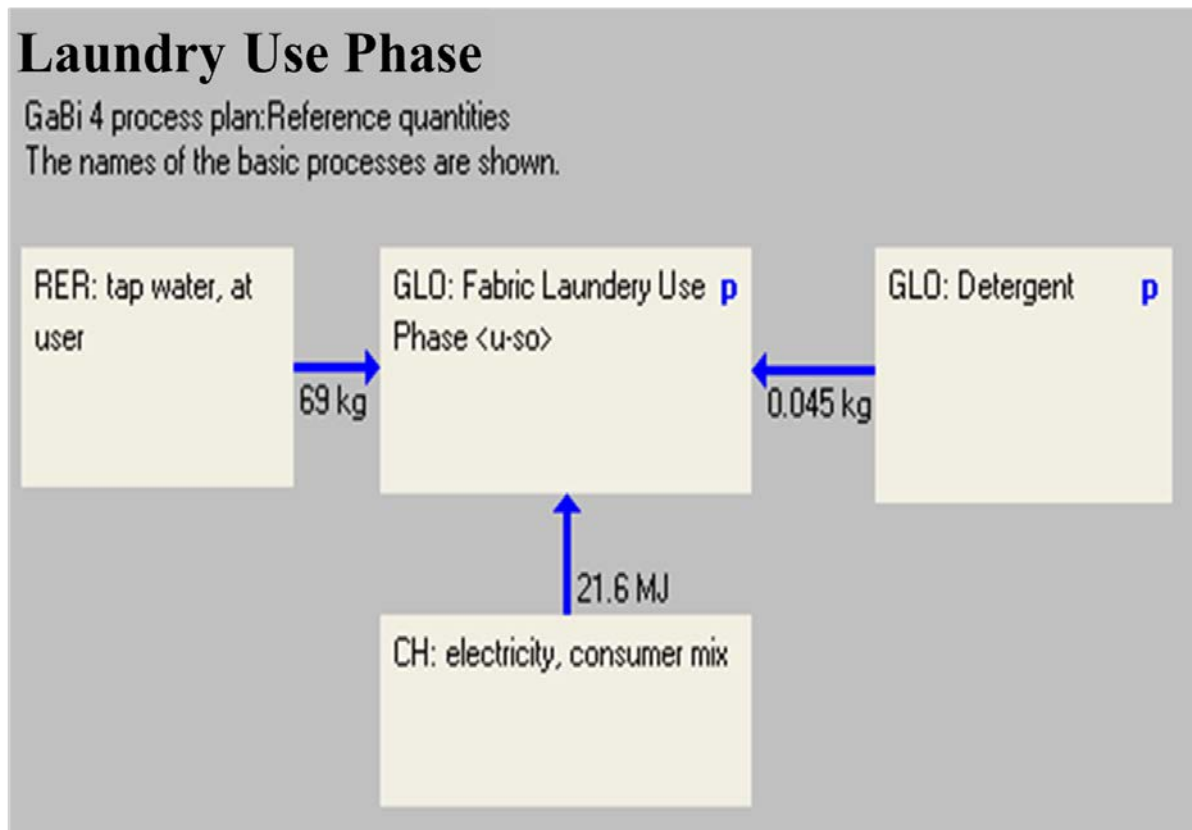 Laundry Use Phase
GaBi 4 process plan:Reference quantities
The names of the basic processes are shown.
RER: tap water, at
user
69 kg
GLO: Fabric Laundery Use p
Phase <u-so>
GLO: Detergent p
0.045 kg
21.6 MJ
CH: electricity, consumer mix